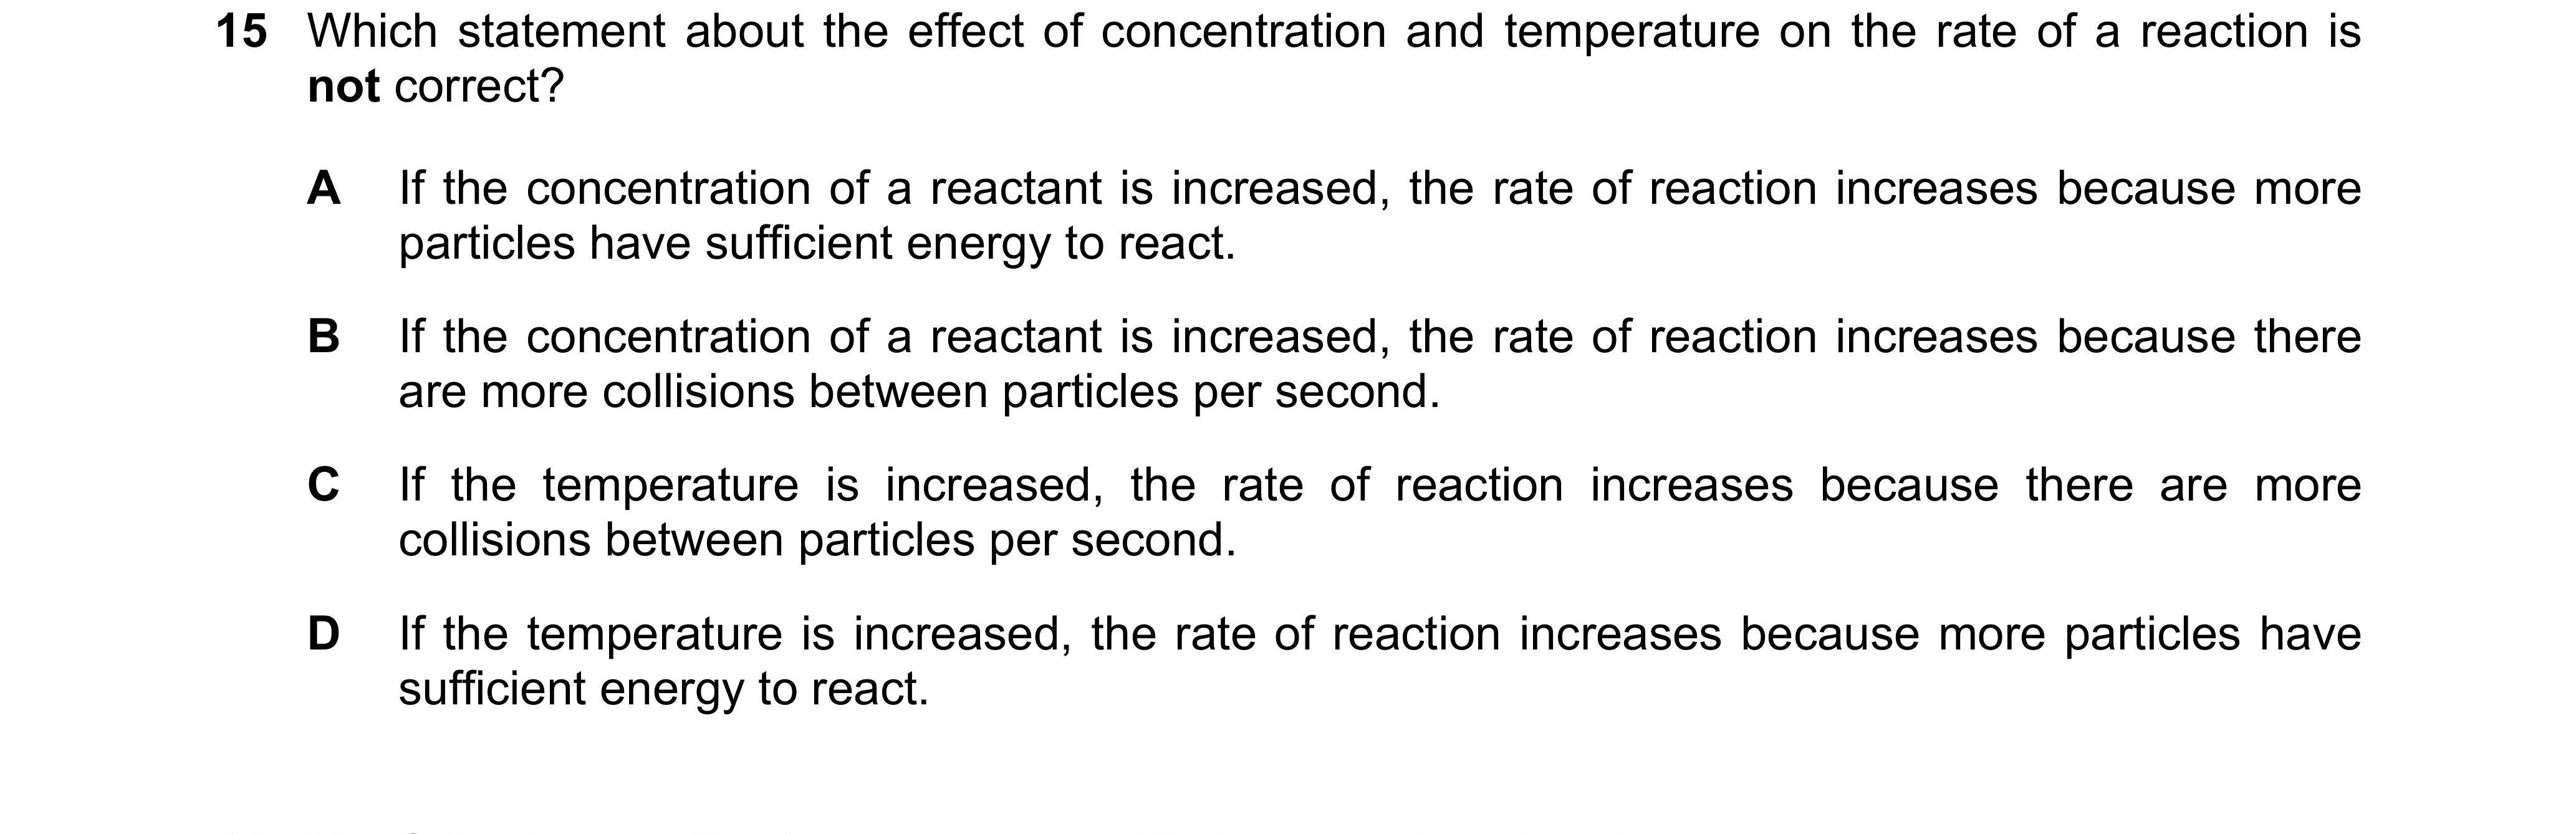 15 Which statement about the effect of concentration and temperature on the rate of a reaction is
not correct?
A If the concentration of a reactant is increased, the rate of reaction increases because more
particles have sufficient energy to react.
B If the concentration of a reactant is increased, the rate of reaction increases because there
are more collisions between particles per second.
C If the temperature is increased, the rate of reaction increases because there are more
collisions between particles per second.
D If the temperature is increased, the rate of reaction increases because more particles have
sufficient energy to react.